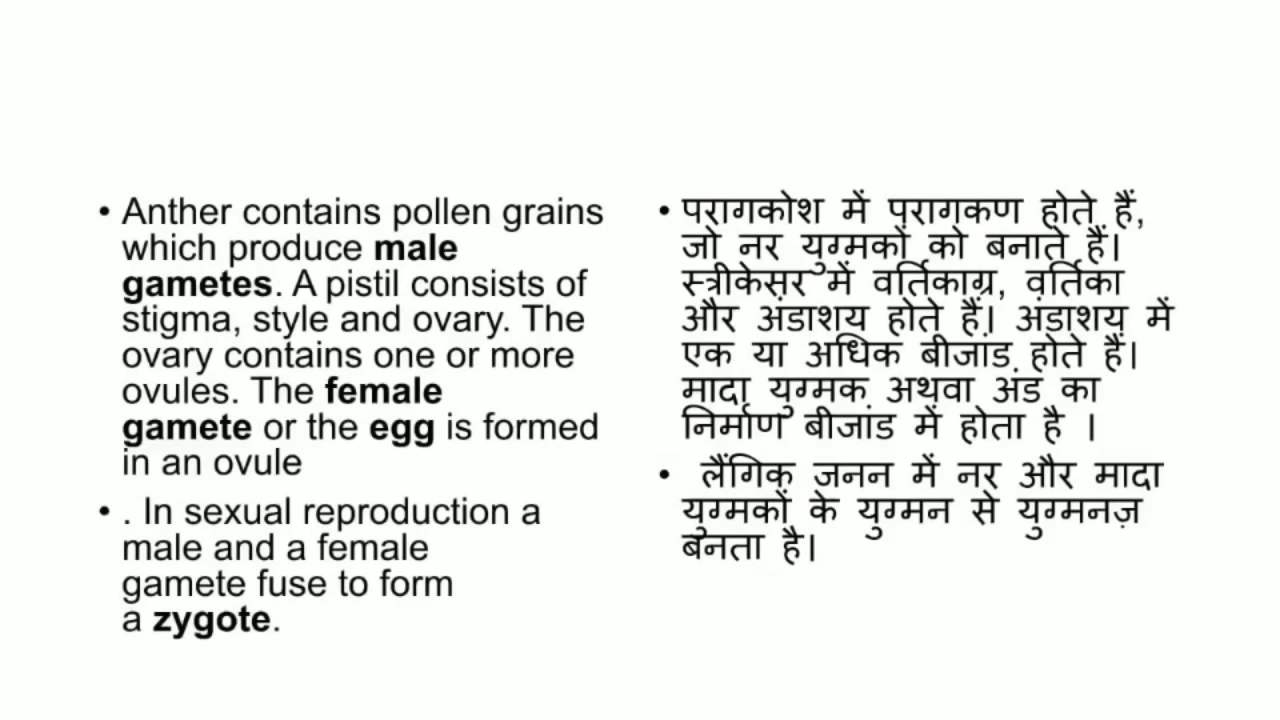 • Anther contains pollen grains
which produce male
gametes. A pistil consists of
stigma, style and ovary. The
ovary contains one or more
ovules. The female
gamete or the egg is formed
in an ovule
• . In sexual reproduction a
male and a female
gamete fuse to form
a zygote.
• परागकोश में परागकण होते हैं,
जो नर युग्मकों को बनाते हैं।
स्त्रीकेसर में वर्तिकाग्र, वर्तिका
और अंडाशय होते हैं। अंडाशय में
एक या अधिक बीजांड होते हैं।
मादा युग्मक अथवा अंड का
निर्माण बीजांड में होता है ।
• लैंगिक जनन में नर और मादा
युग्मकों के युग्मन से युग्मनज़
बनता है।